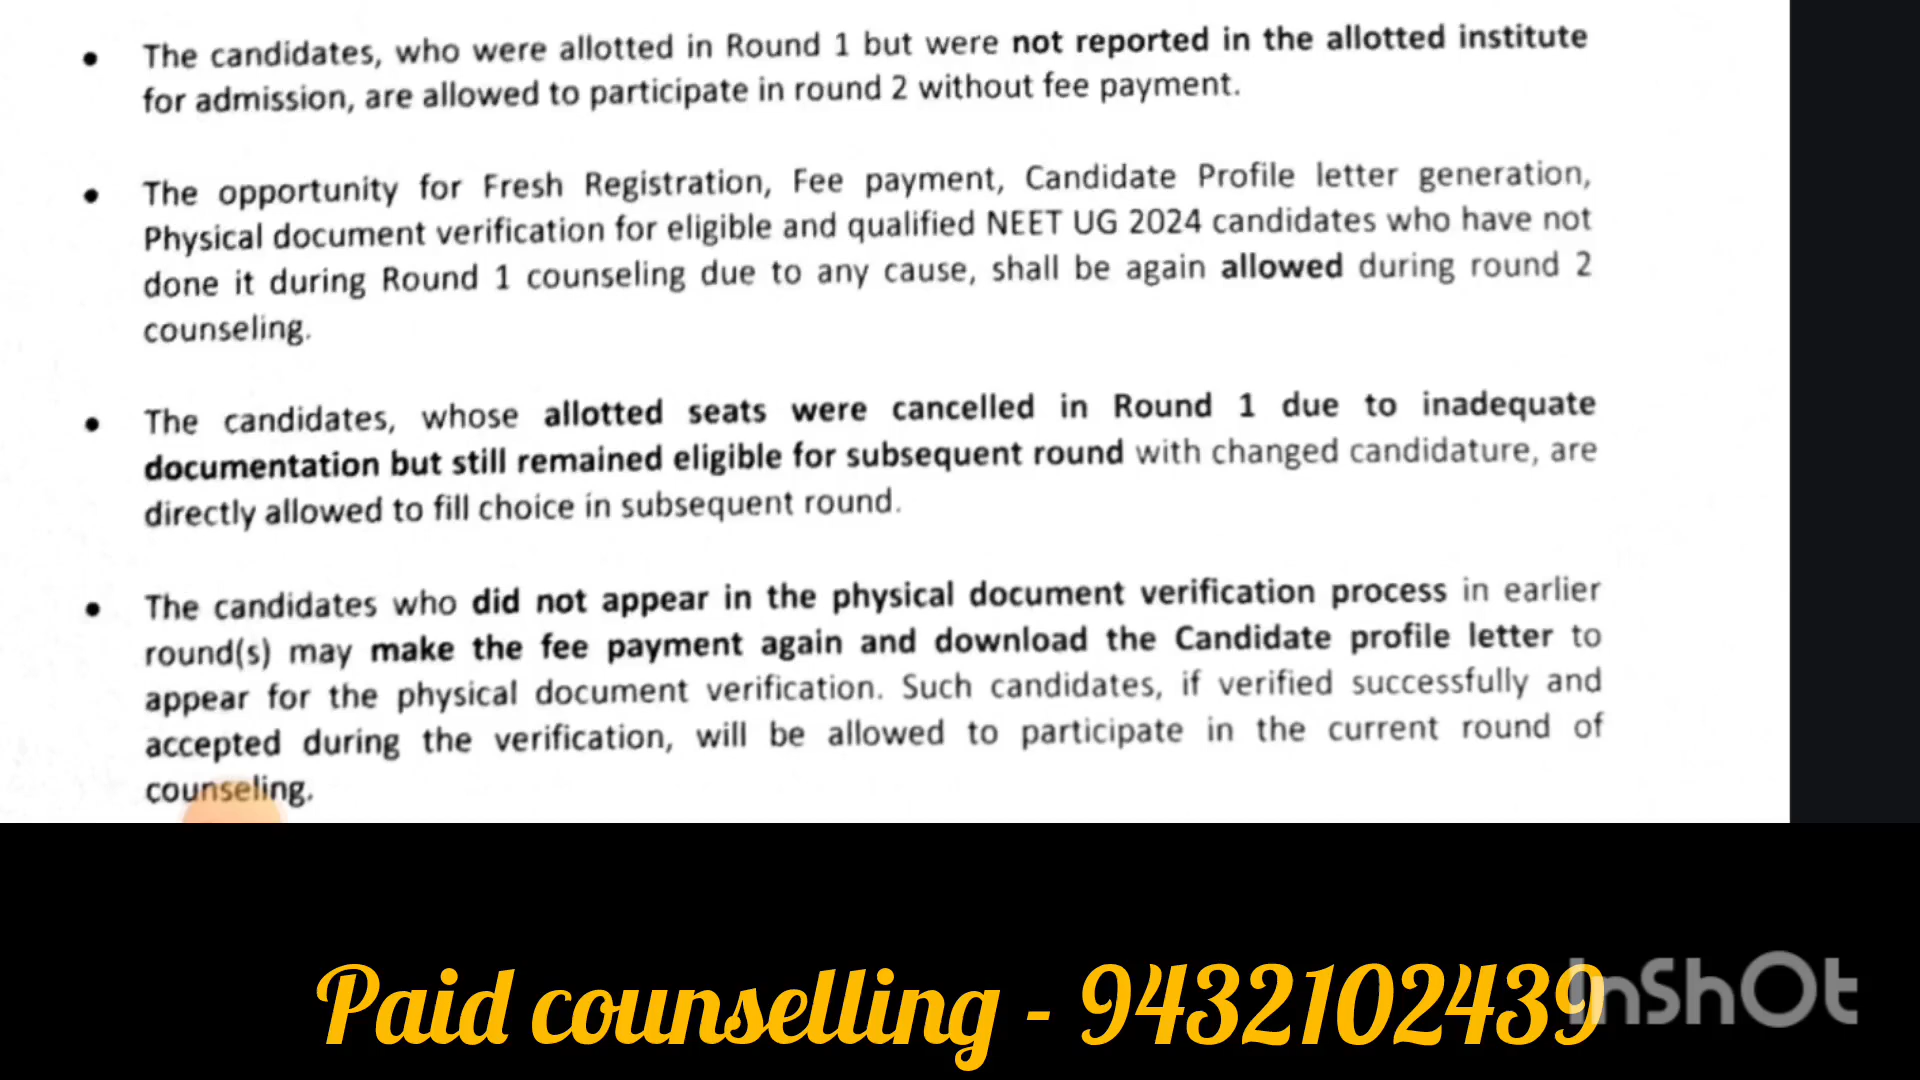 • The candidates, who were allotted in Round 1 but were not reported in the allotted institute
for admission, are allowed to participate in round 2 without fee payment.
• The opportunity for Fresh Registration, Fee payment, Candidate Profile letter generation,
Physical document verification for eligible and qualified NEET UG 2024 candidates who have not
done it during Round 1 counseling due to any cause, shall be again allowed during round 2
counseling.
• The candidates, whose allotted seats were cancelled in Round 1 due to inadequate
documentation but still remained eligible for subsequent round with changed candidature, are
directly allowed to fill choice in subsequent round.
• The candidates who did not appear in the physical document verification process in earlier
round(s) may make the fee payment again and download the Candidate profile letter to
appear for the physical document verification. Such candidates, if verified successfully and
accepted during the verification, will be allowed to participate in the current round of
counseling.
Paid counselling - 9432102439
InShOt